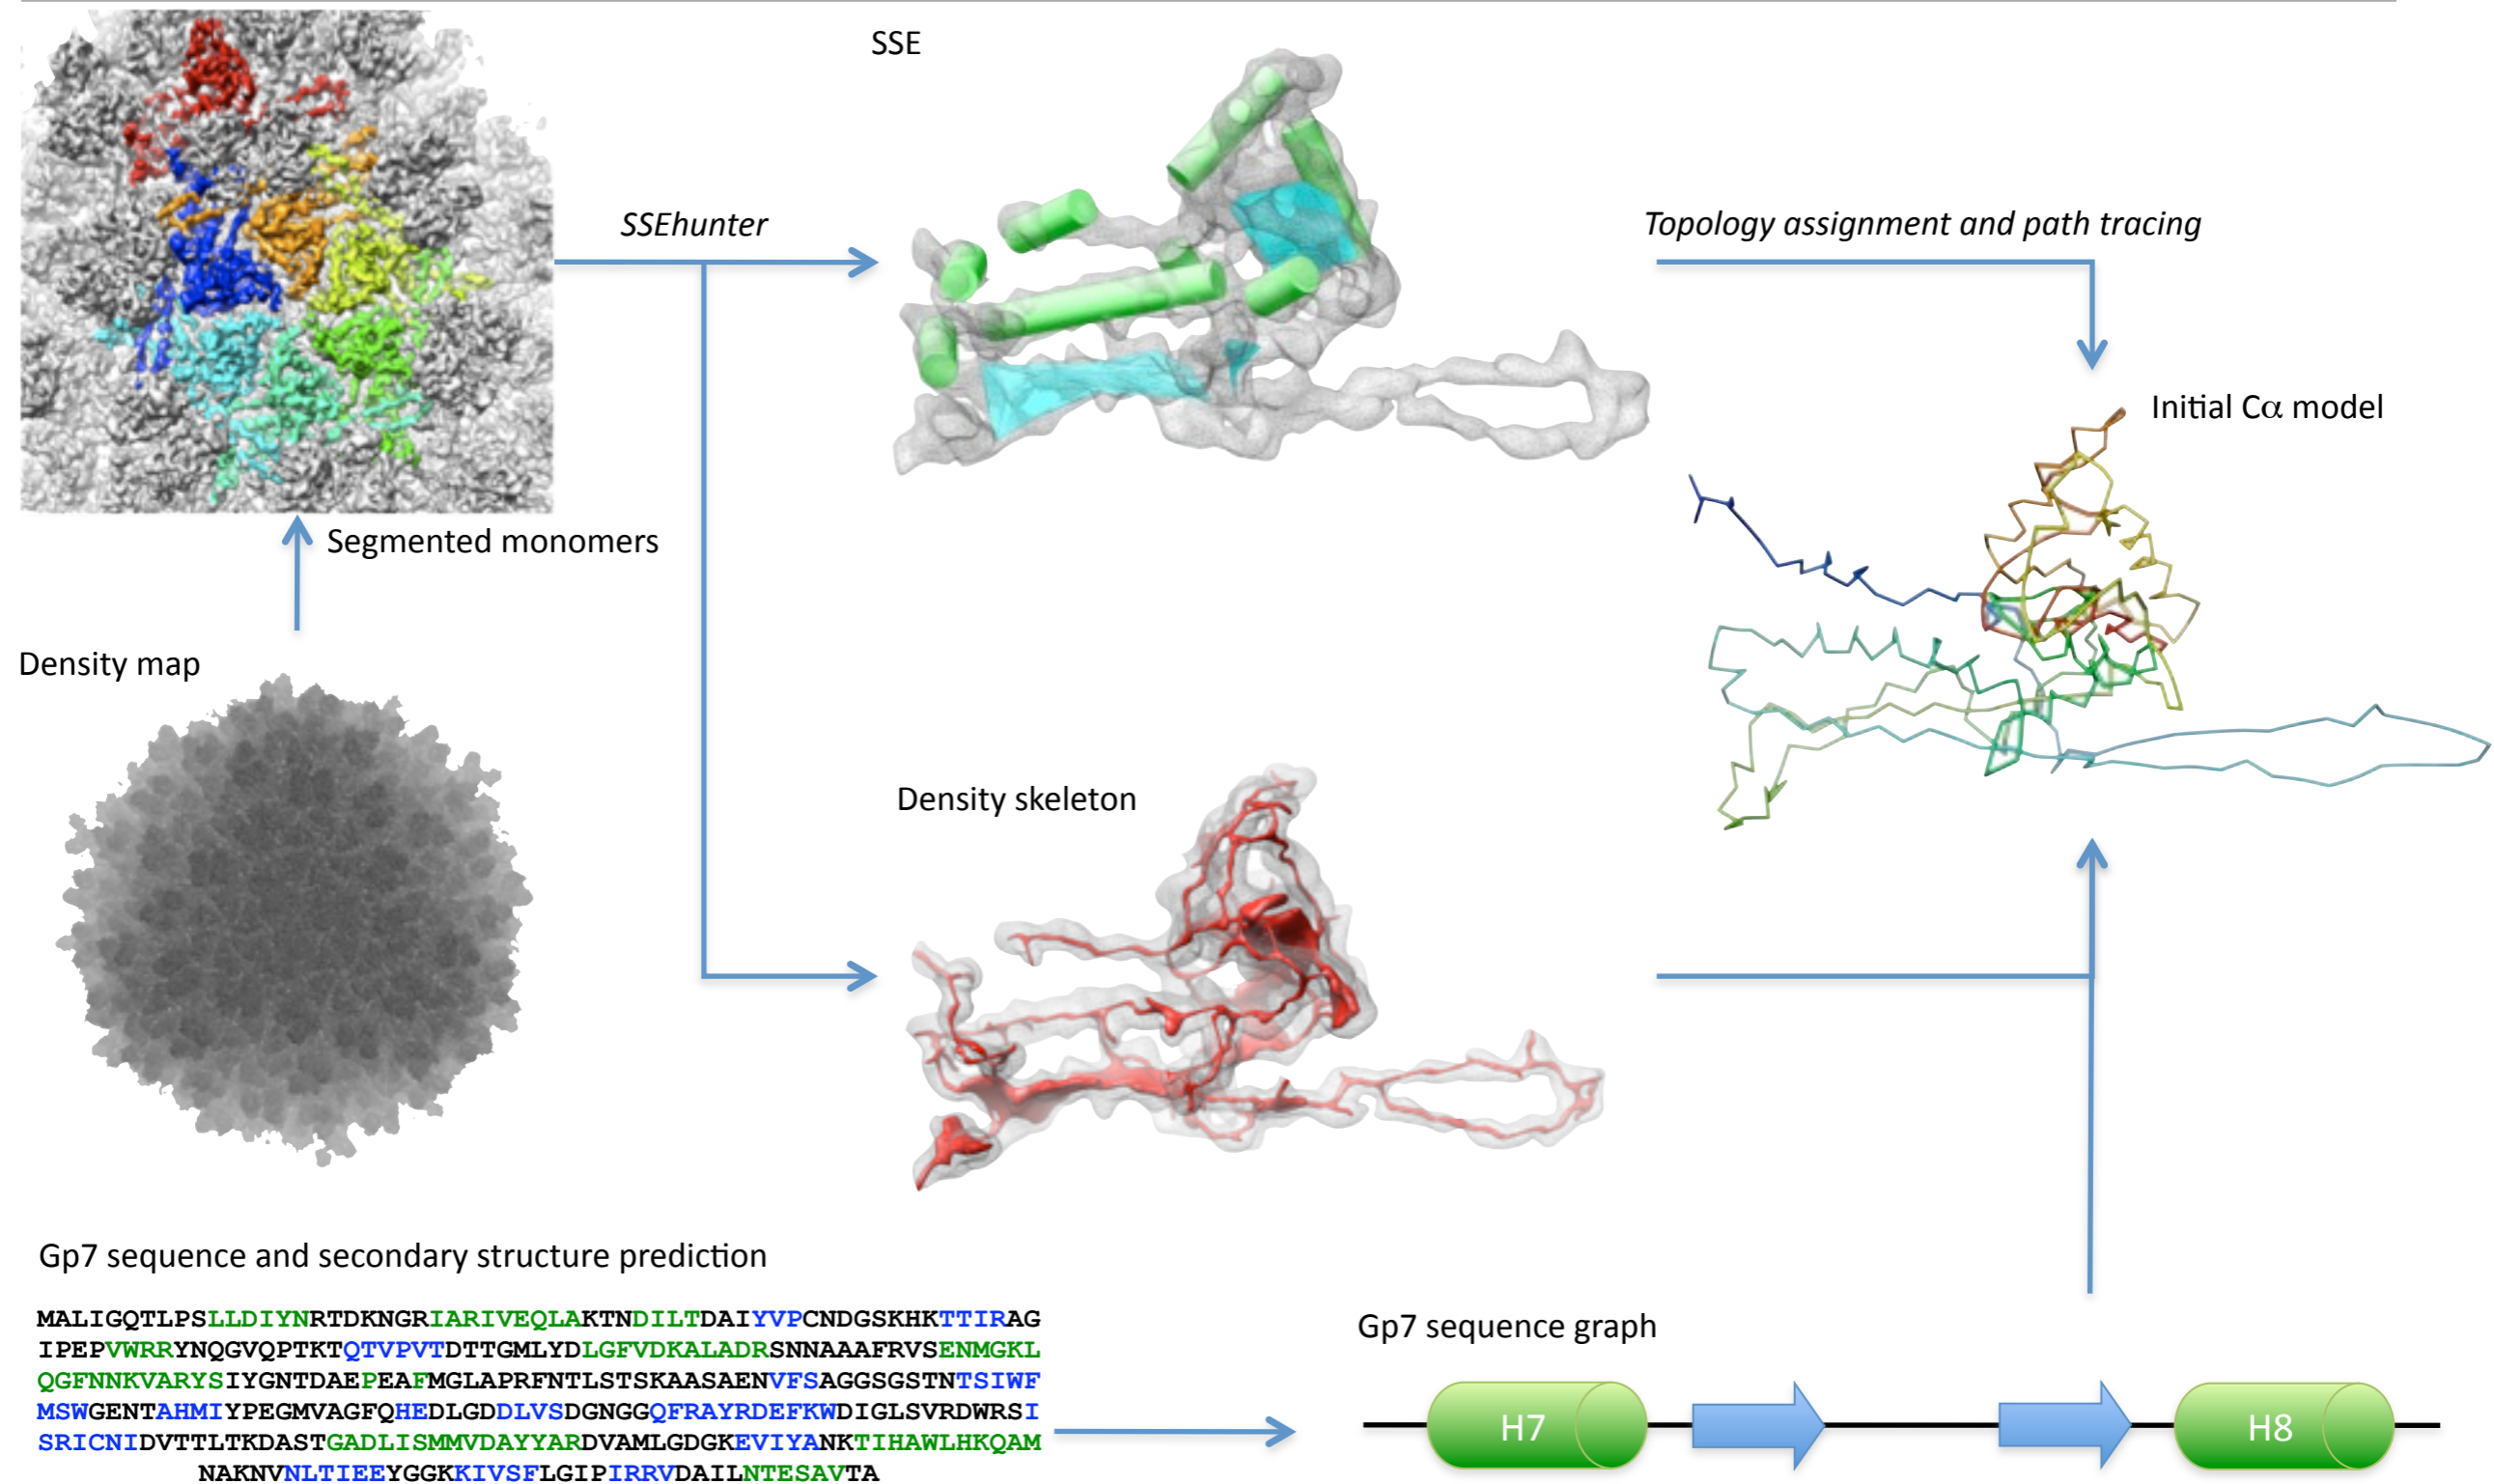 SSE
SSEhunter
Topology assignment and path tracing
Initial Cα model
Segmented monomers
Density map
Density skeleton
Gp7 sequence and secondary structure prediction
MALIGQTLPSLLDIYNRTDKNGRIARIVEQLAKTNDILTDAIYVPCNDGSKHKTTIRAG
IPEPVWRRYNQGVQPTKTQTVPVTDTTGMLYDLGFVDKALADRSNNAAAFRVSENMGKL
QGFNNKVARYSIYGNTDAEPEAFMGLAPRFNTLSTSKAASAENVFSAGGSGSTNTSIWF
MSWGENTAHMIYPEGMVAGFQHEDLGDDLVSDGNGGQFRAYRDEFKWDIGLSVRDWRSI
SRICNIDVTTLTKDASTGADLISMMVDAYYARDVAMLGDGKEVIYANKTIHAWLHKQAM
NAKNVNLTIEEYGGKKIVSFLGIPIRRVDAILNTESAVTA
Gp7 sequence graph
H7
H8